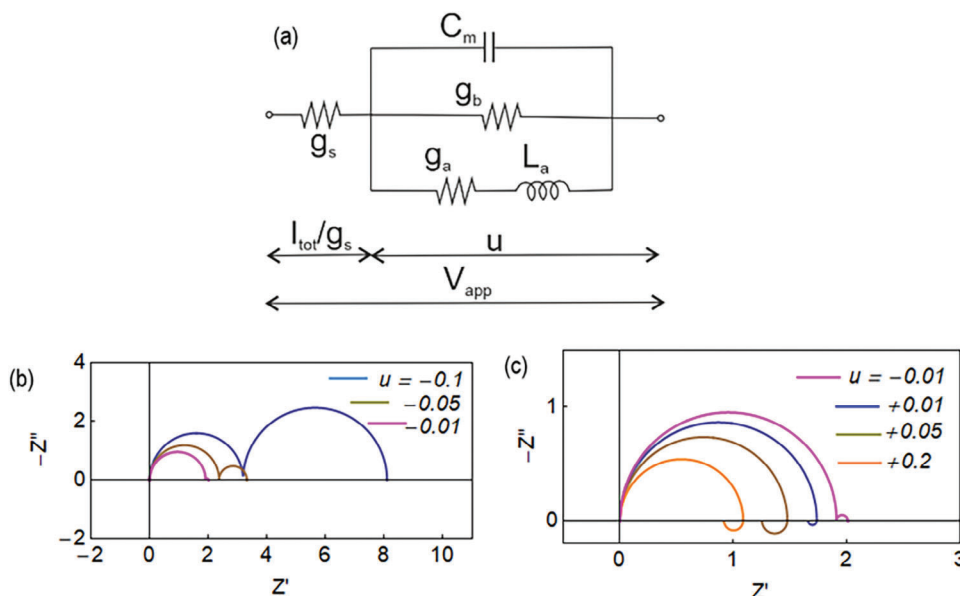 (a)
Cₘ
g_b
gₛ
gₐ
Lₐ
Iₜₒₜ/gₛ
u
Vₐₚₚ
(b)
4
2
0
−2
−Z''
−2 0 2 4 6 8 10
Z'
u = −0.1
−0.05
−0.01
(c)
1
0
−Z''
0 1 2 3
Z'
u = −0.01
+0.01
+0.05
+0.2